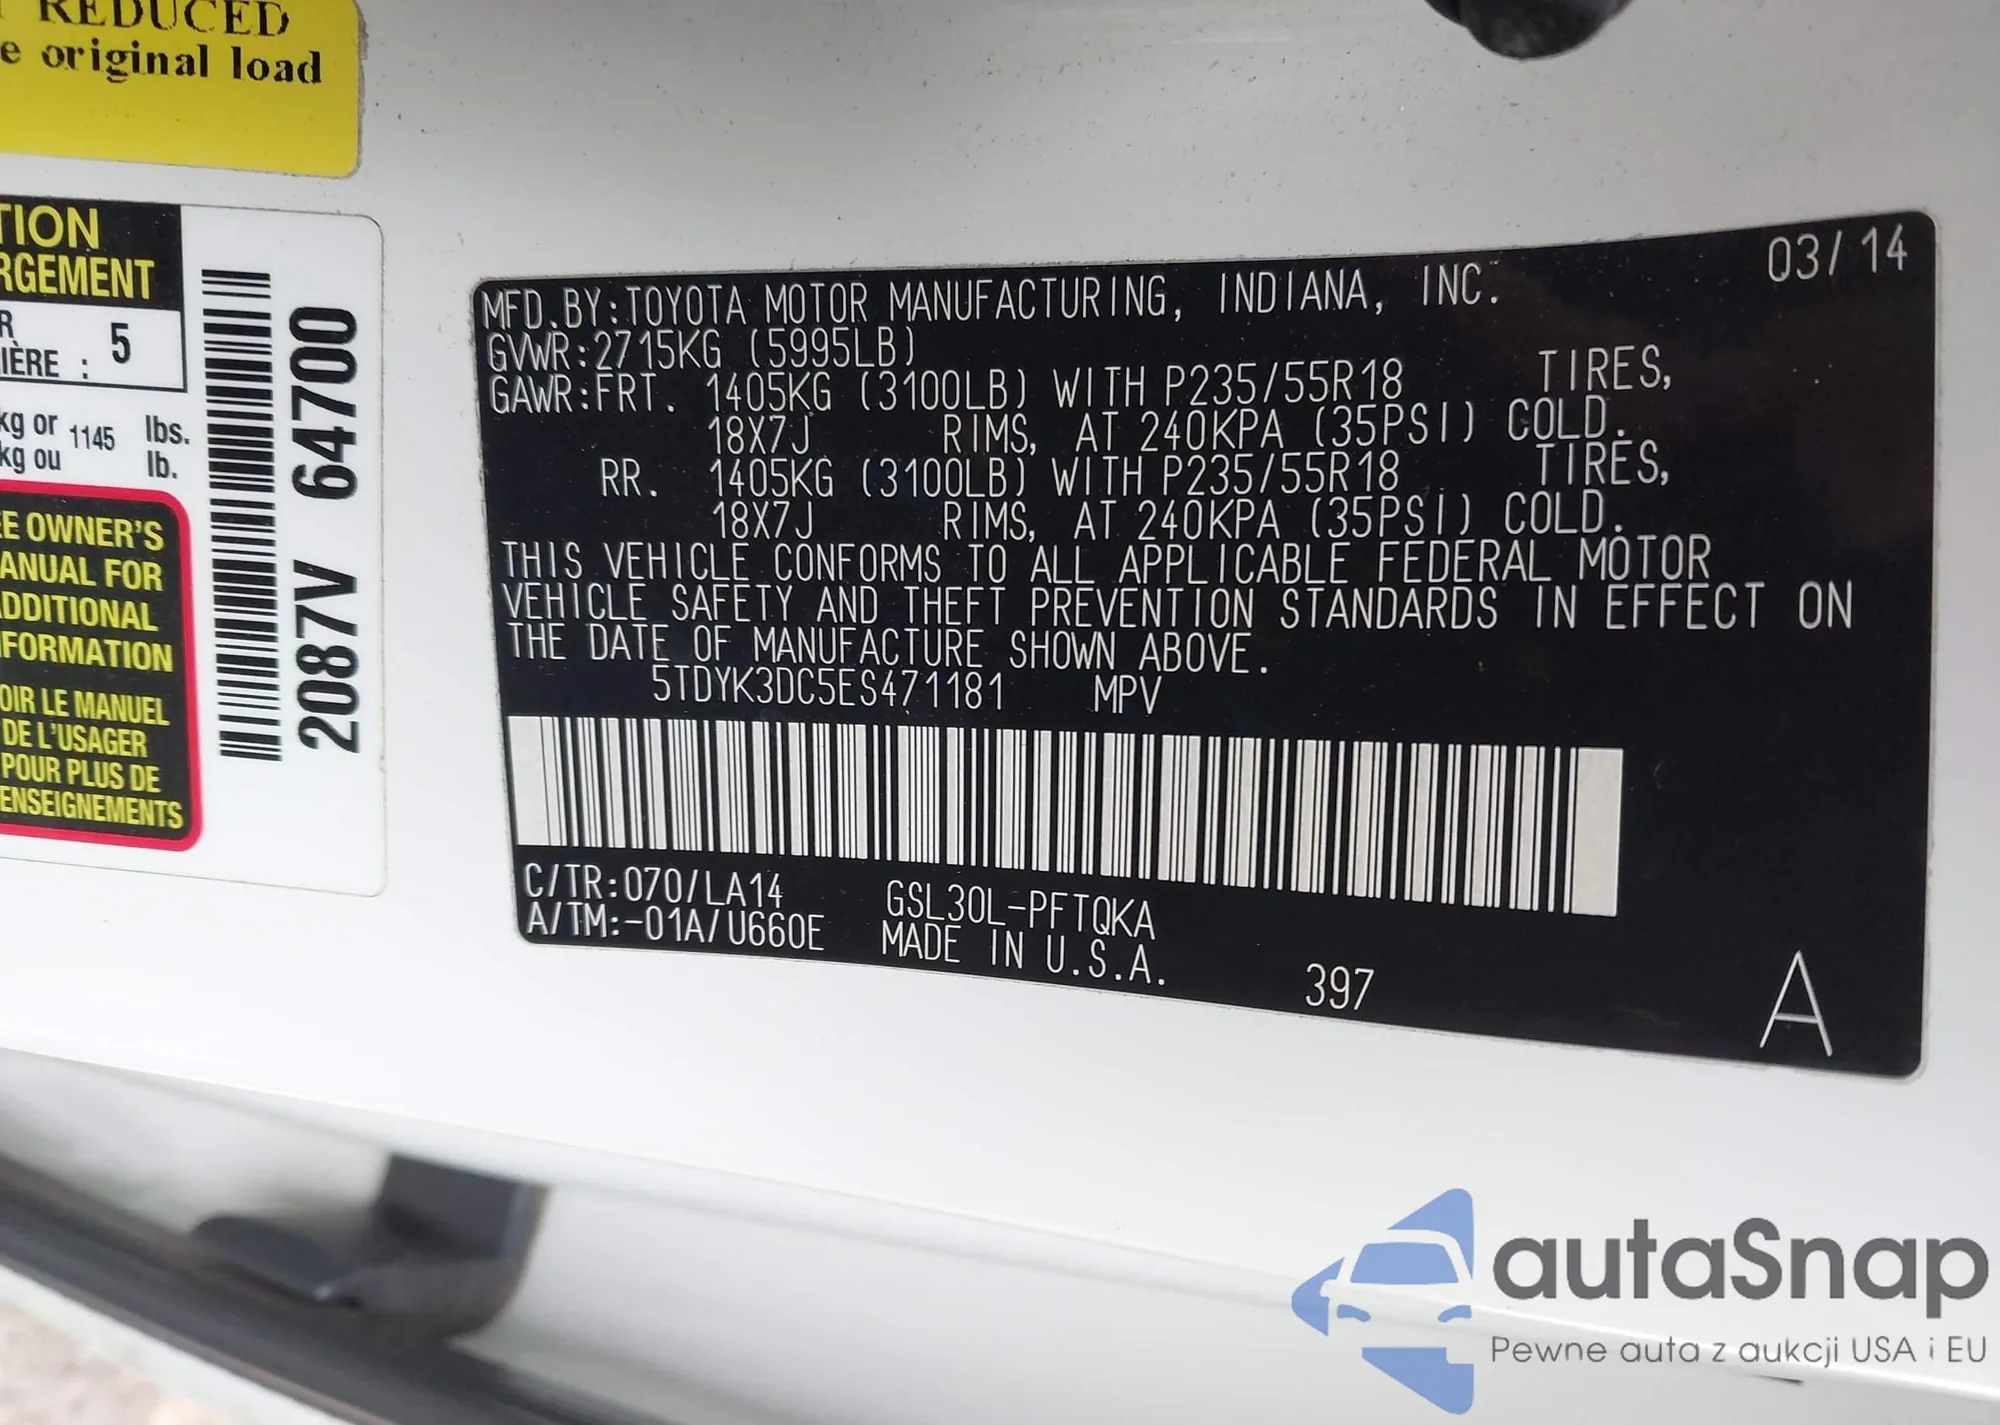 REDUCED
e original load
TION
RGEMENT
R
IÈRE : 5
kg or 1145 lbs.
kg ou lb.
EE OWNER'S
ANUAL FOR
DDITIONAL
NFORMATION
OIR LE MANUEL
DE L'USAGER
POUR PLUS DE
ENSEIGNEMENTS
2087V 64700
03/14
MFD.BY:TOYOTA MOTOR MANUFACTURING, INDIANA, INC.
GVWR:2715KG (5995LB)
GAWR:FRT. 1405KG (3100LB) WITH P235/55R18 TIRES,
18X7J RIMS, AT 240KPA (35PSI) COLD.
RR. 1405KG (3100LB) WITH P235/55R18 TIRES,
18X7J RIMS, AT 240KPA (35PSI) COLD.
THIS VEHICLE CONFORMS TO ALL APPLICABLE FEDERAL MOTOR
VEHICLE SAFETY AND THEFT PREVENTION STANDARDS IN EFFECT ON
THE DATE OF MANUFACTURE SHOWN ABOVE.
5TDYK3DC5ES471181 MPV
C/TR:070/LA14 GSL30L-PFTQKA
A/TM:-01A/U660E MADE IN U.S.A.
397
A
autaSnap
Pewne auta z aukcji USA i EU